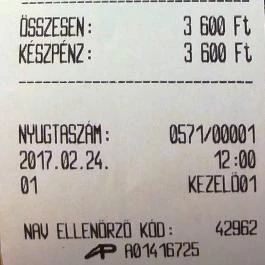 ÖSSZESEN: 3 600 Ft
KÉSZPÉNZ: 3 600 Ft
NYUGTASZÁM: 0571/00001
2017.02.24. 12:00
01 KEZELŐ01
NAV ELLENŐRZŐ KÓD: 42962
AP A01416725